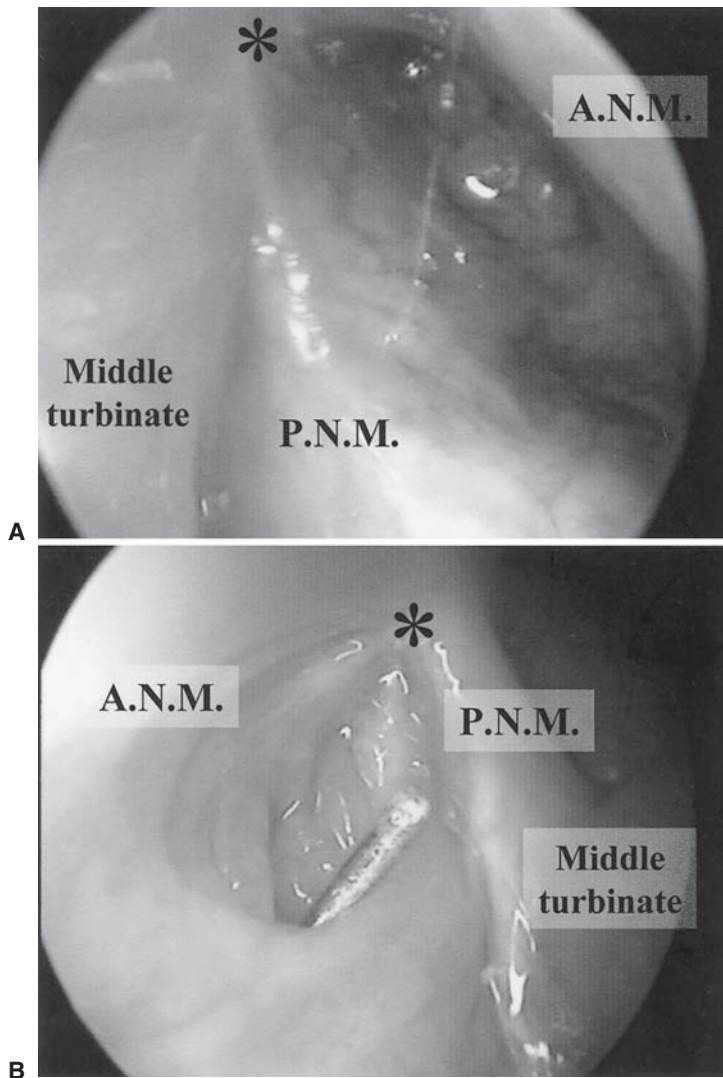 *
A.N.M.
Middle
turbinate
P.N.M.
A
*
A.N.M.
P.N.M.
Middle
turbinate
B